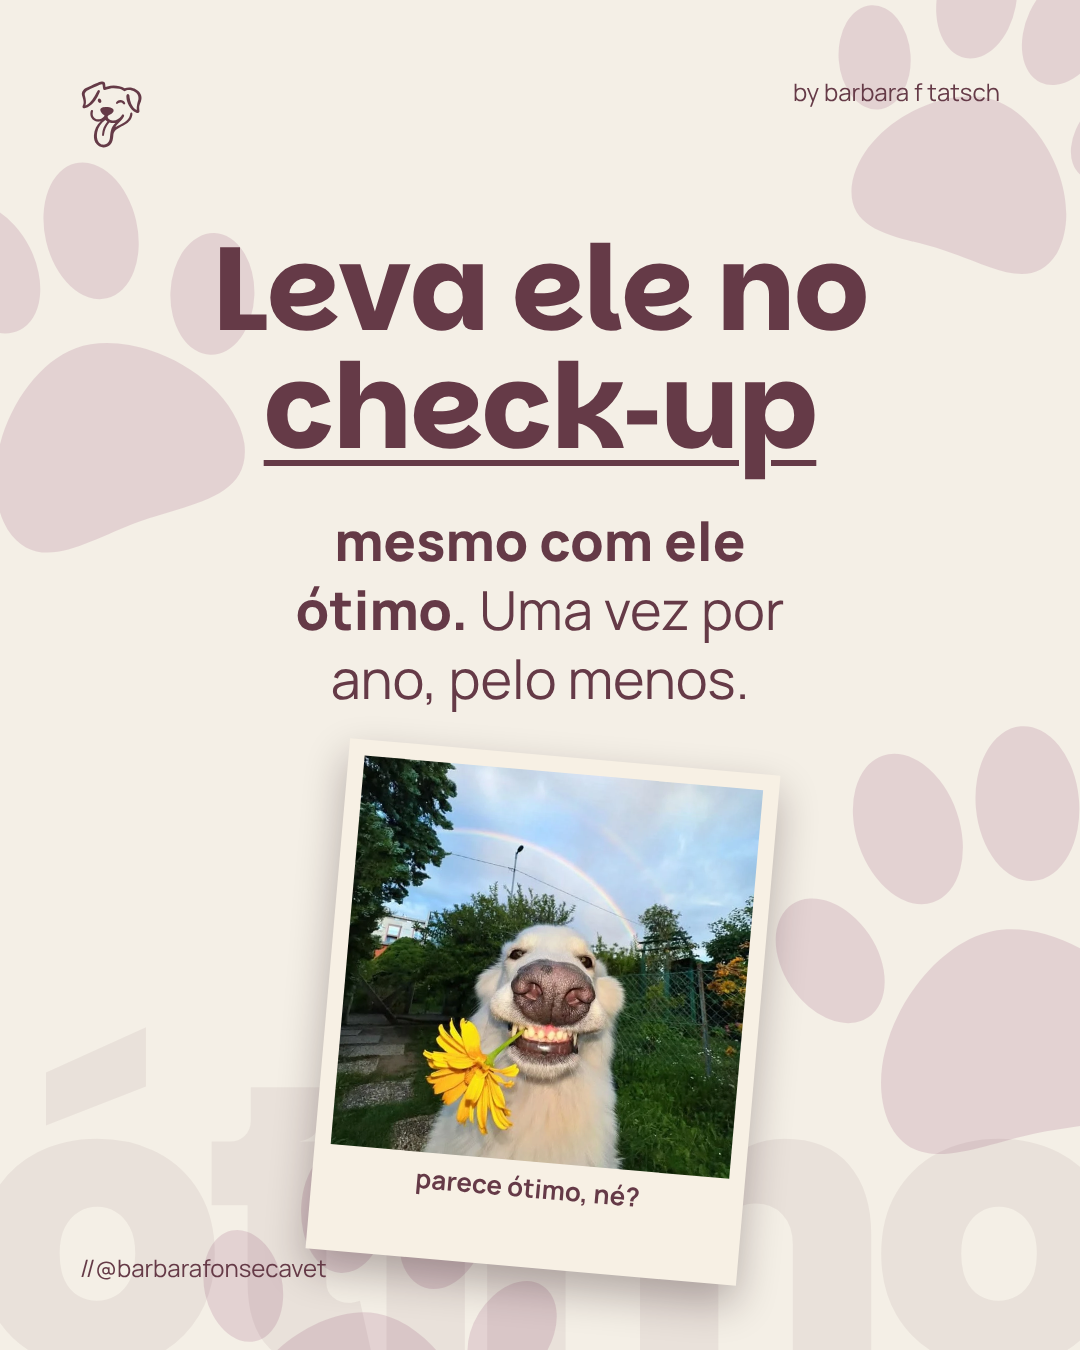 by barbara f tatsch
Leva ele no
check-up
mesmo com ele
ótimo. Uma vez por
ano, pelo menos.
parece ótimo, né?
ótimo
//@barbarafonsecavet